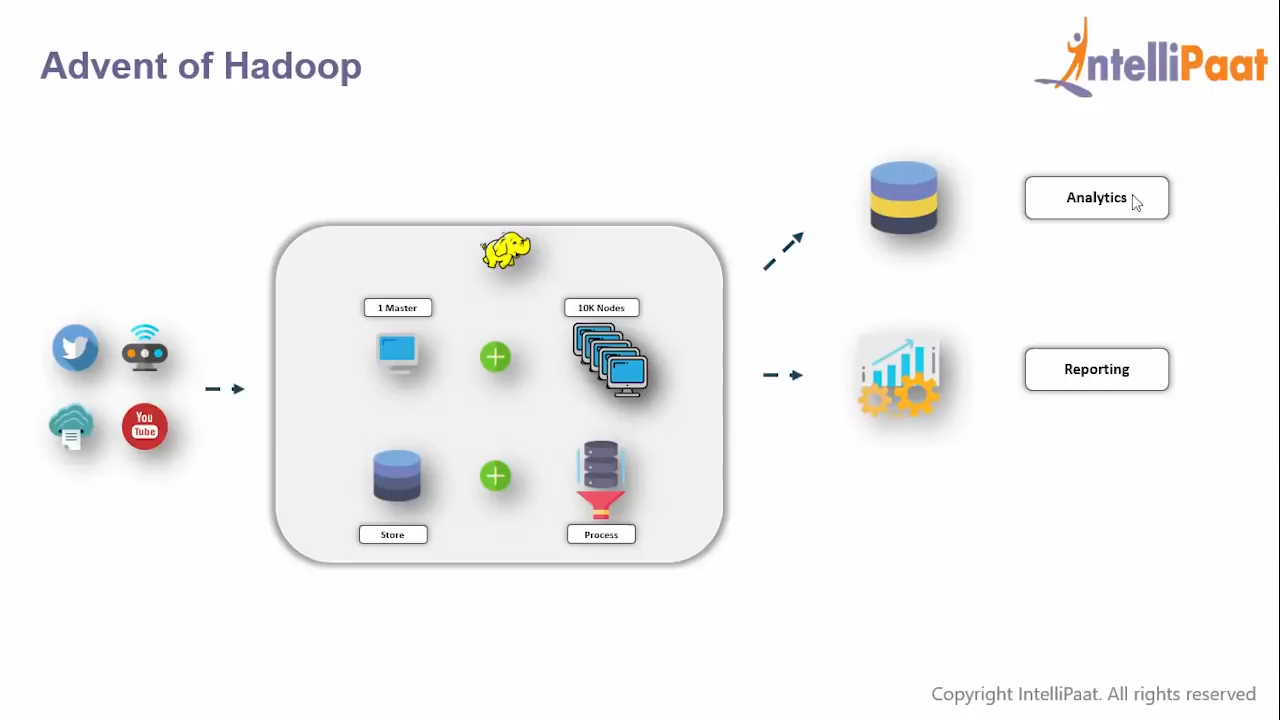 Advent of Hadoop
IntelliPaat
Analytics
1 Master
10K Nodes
Reporting
You
Tube
Store
Process
Copyright IntelliPaat. All rights reserved